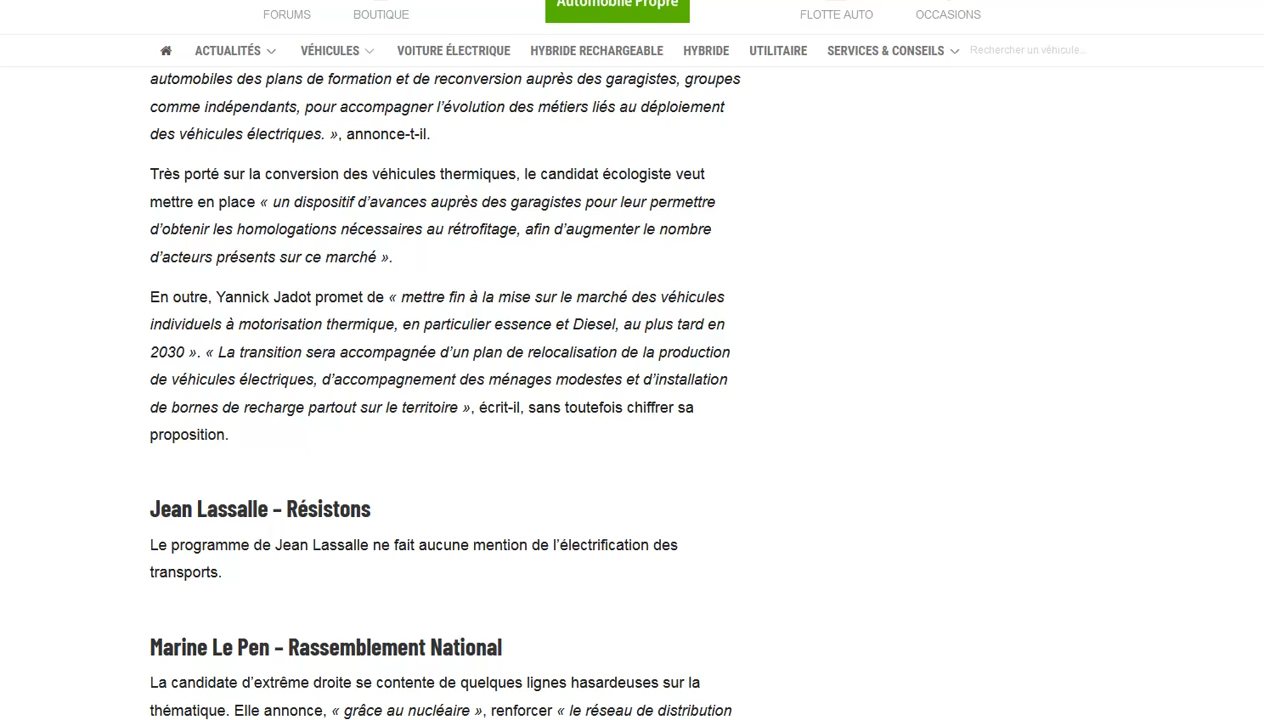 Automobile Propre
FORUMS BOUTIQUE FLOTTE AUTO OCCASIONS
ACTUALITÉS VÉHICULES VOITURE ÉLECTRIQUE HYBRIDE RECHARGEABLE HYBRIDE UTILITAIRE SERVICES & CONSEILS Rechercher un véhicule...
automobiles des plans de formation et de reconversion auprès des garagistes, groupes
comme indépendants, pour accompagner l’évolution des métiers liés au déploiement
des véhicules électriques. », annonce-t-il.
Très porté sur la conversion des véhicules thermiques, le candidat écologiste veut
mettre en place « un dispositif d’avances auprès des garagistes pour leur permettre
d’obtenir les homologations nécessaires au rétrofitage, afin d’augmenter le nombre
d’acteurs présents sur ce marché ».
En outre, Yannick Jadot promet de « mettre fin à la mise sur le marché des véhicules
individuels à motorisation thermique, en particulier essence et Diesel, au plus tard en
2030 ». « La transition sera accompagnée d’un plan de relocalisation de la production
de véhicules électriques, d’accompagnement des ménages modestes et d’installation
de bornes de recharge partout sur le territoire », écrit-il, sans toutefois chiffrer sa
proposition.
Jean Lassalle – Résistons
Le programme de Jean Lassalle ne fait aucune mention de l’électrification des
transports.
Marine Le Pen – Rassemblement National
La candidate d’extrême droite se contente de quelques lignes hasardeuses sur la
thématique. Elle annonce, « grâce au nucléaire », renforcer « le réseau de distribution